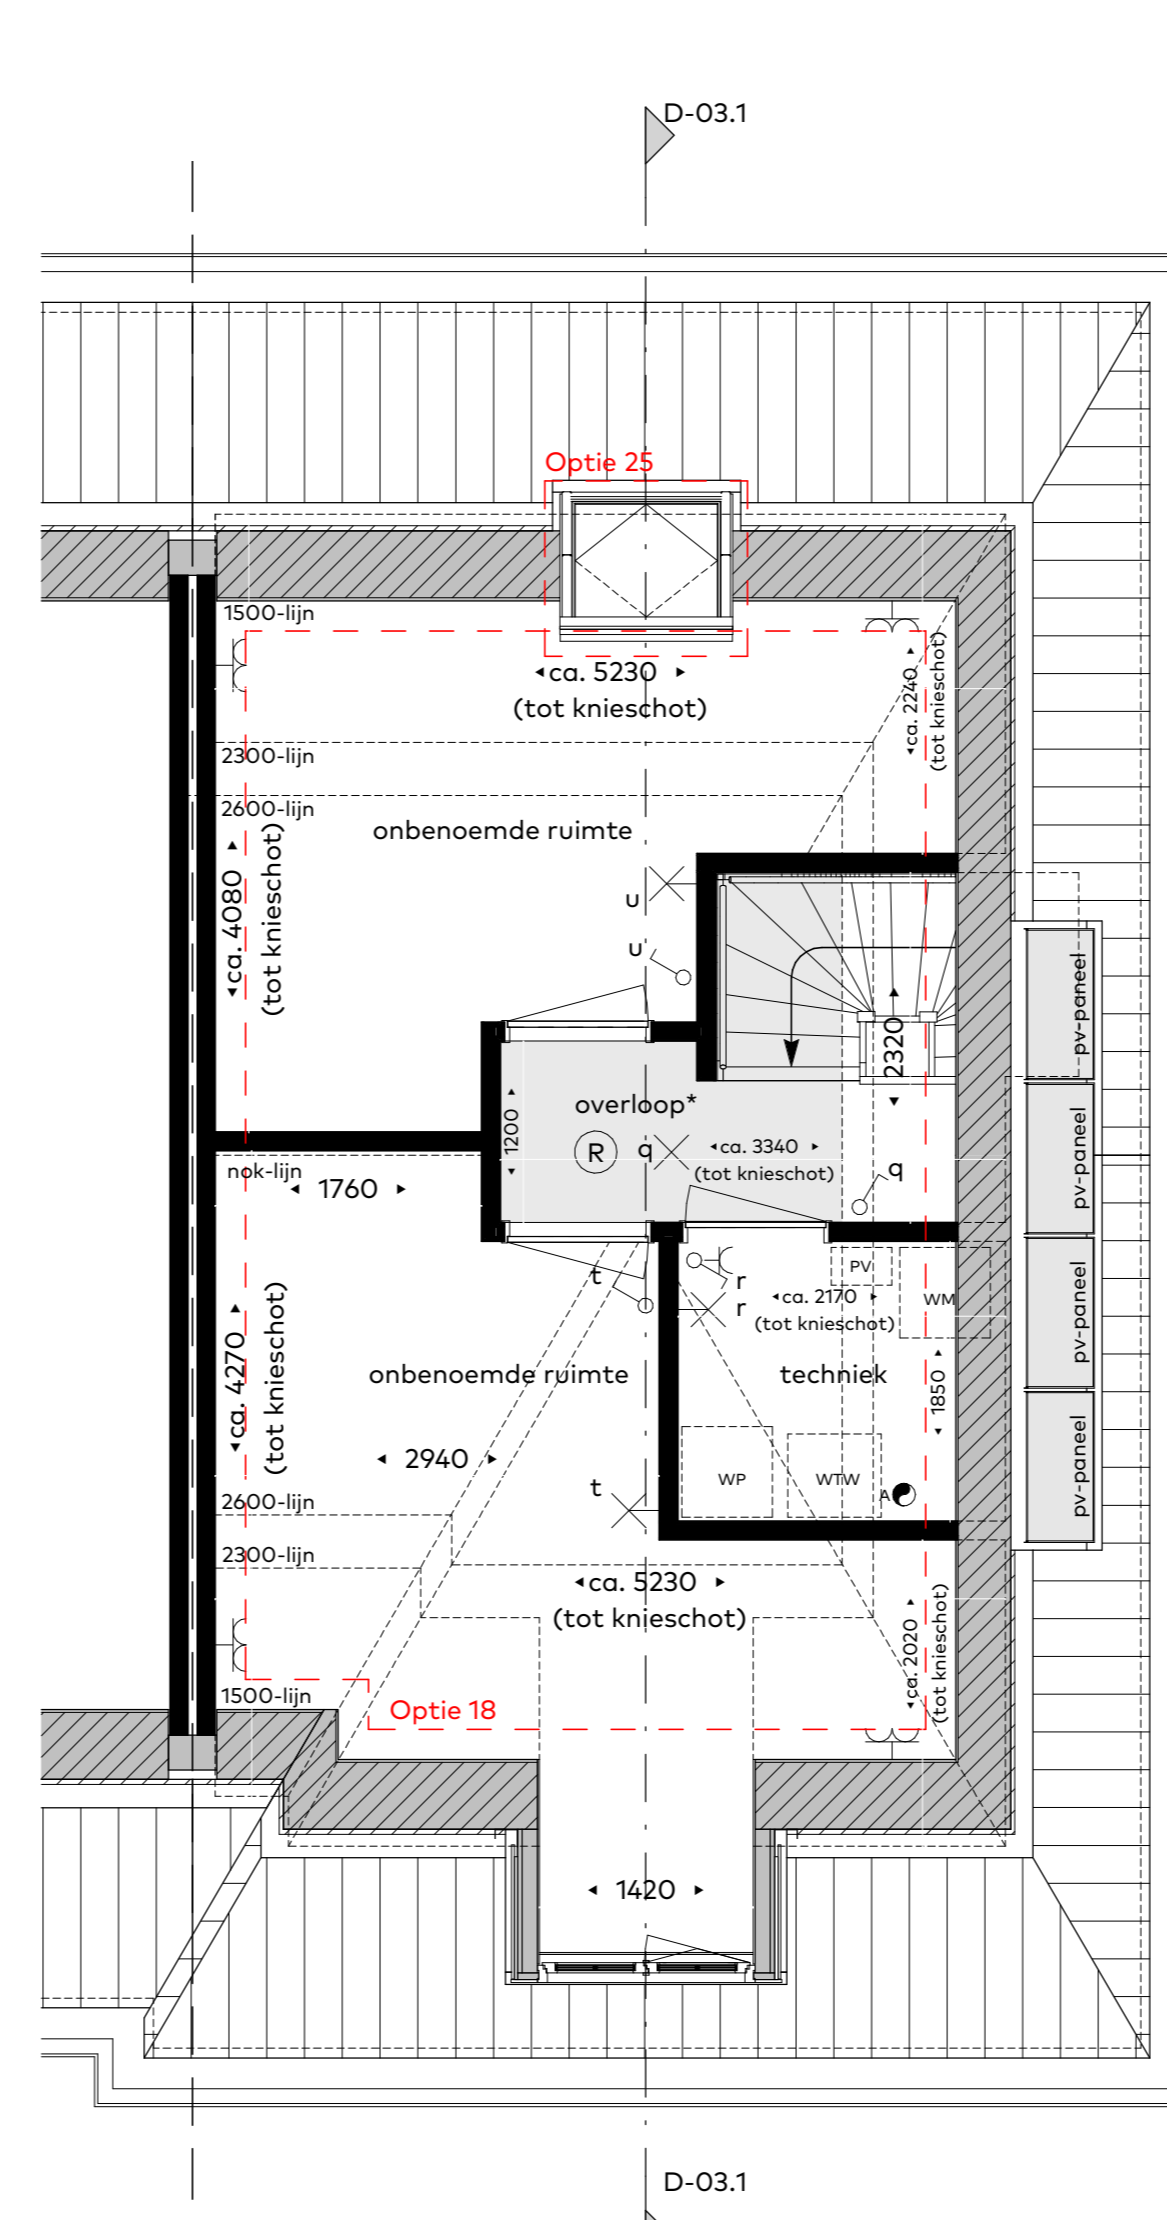 D-03.1
Optie 25
1500-lijn
ca. 5230
(tot knieschot)
ca. 2240
(tot knieschot)
2300-lijn
2600-lijn
onbenoemde ruimte
ca. 4080
(tot knieschot)
u
u
pv-paneel
2320
overloop*
1200
R
q
ca. 3340
(tot knieschot)
q
pv-paneel
nok-lijn
1760
t
r
r
PV
WM
ca. 2170
(tot knieschot)
pv-paneel
ca. 4270
(tot knieschot)
onbenoemde ruimte
techniek
1850
2940
t
WP
WTW
A
pv-paneel
2600-lijn
2300-lijn
ca. 5230
(tot knieschot)
ca. 2020
(tot knieschot)
1500-lijn
Optie 18
1420
D-03.1